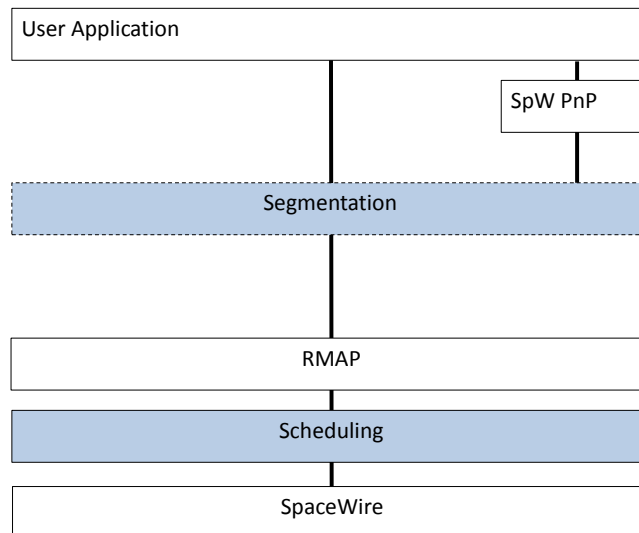 User Application
SpW PnP
Segmentation
RMAP
Scheduling
SpaceWire